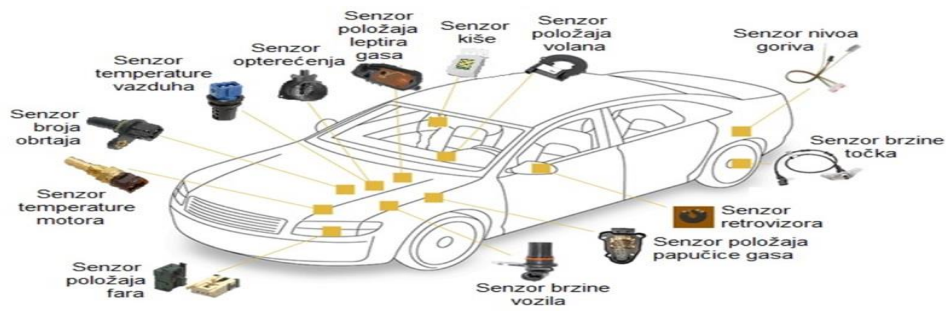 Senzor
temperature
vazduha
Senzor
opterećenja
Senzor
položaja
leptira
gasa
Senzor
kiše
Senzor
položaja
volana
Senzor nivoa
goriva
Senzor
broja
obrtaja
Senzor brzine
točka
Senzor
temperature
motora
Senzor
retrovizora
Senzor položaja
papučice gasa
Senzor
položaja
fara
Senzor brzine
vozila